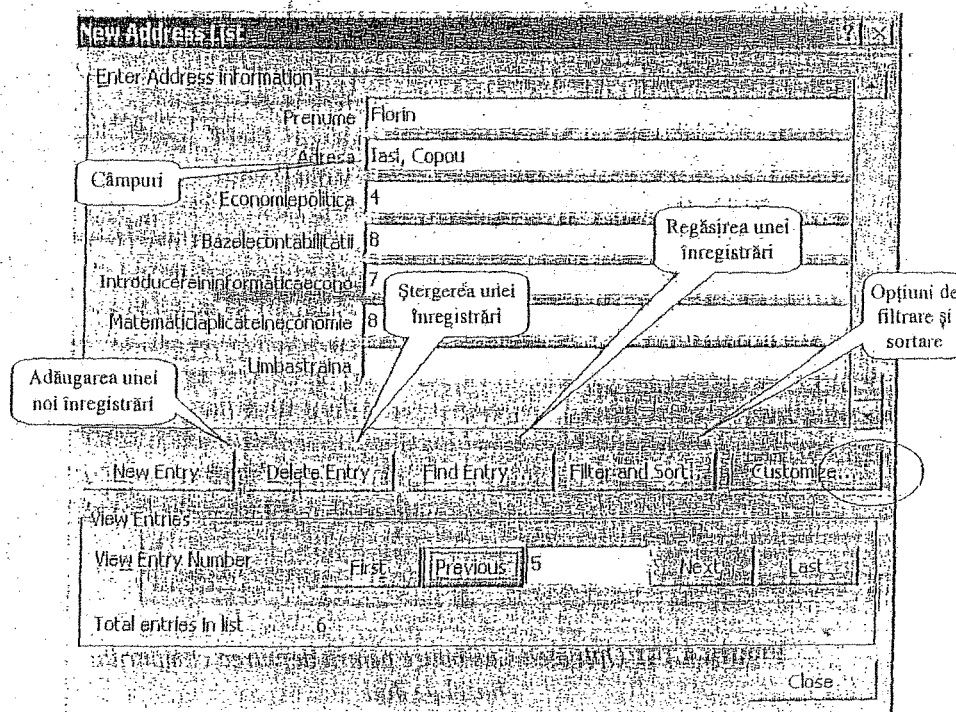 New Address List
Enter Address information
Prenume Florin
Adresa Iasi, Copou
Câmpuri
Economiepolitica 4
Regăsirea unei
înregistrări
Bazelecontabilitatii 8
Introducereininformaticaecono 7
Ștergerea unei
înregistrări
Opțiuni de
filtrare și
sortare
Matematiciaplicateineconomie 8
Limbastraina
Adăugarea unei
noi înregistrări
New Entry Delete Entry Find Entry... Filter and Sort... Customize...
View Entries
View Entry Number First Previous 5 Next Last
Total entries in list 6
Close